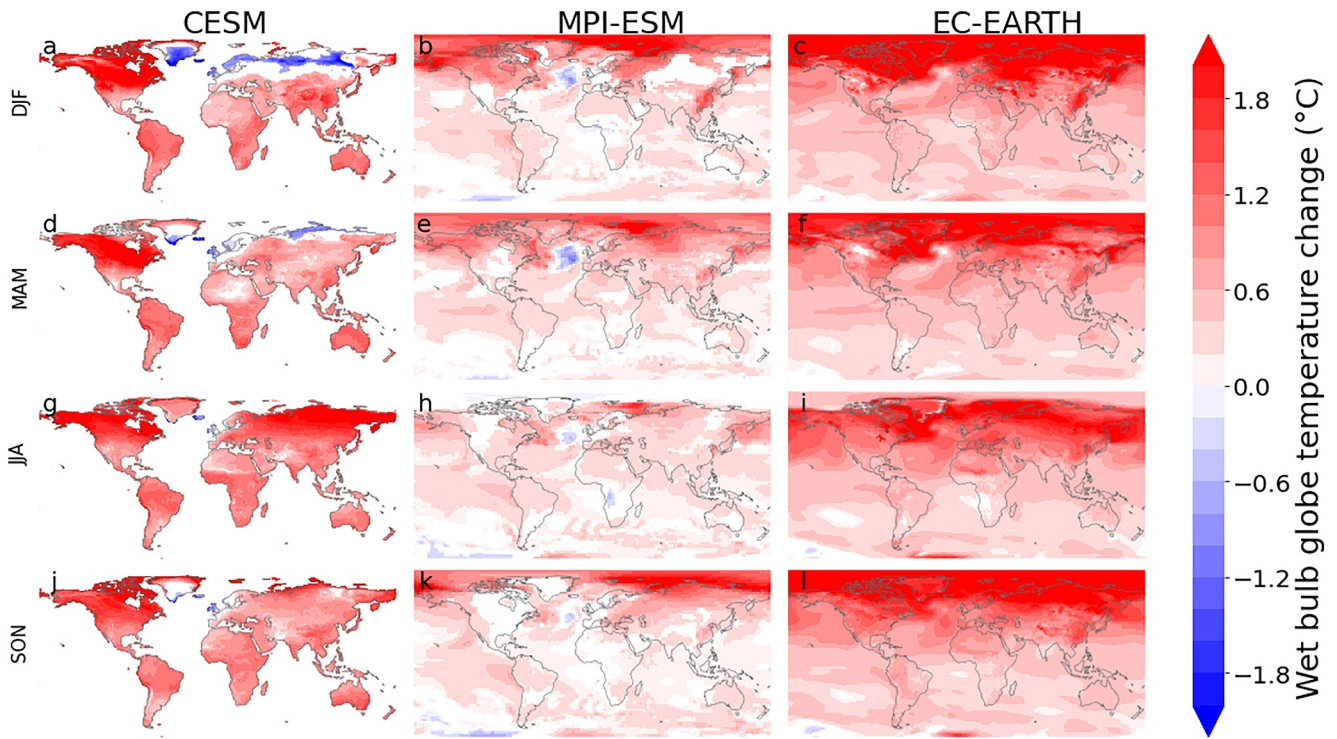 CESM MPI-ESM EC-EARTH
DJF
a b c
MAM
d e f
JJA
g h i
SON
j k l
1.8
1.2
0.6
0.0
−0.6
−1.2
−1.8
Wet bulb globe temperature change (°C)